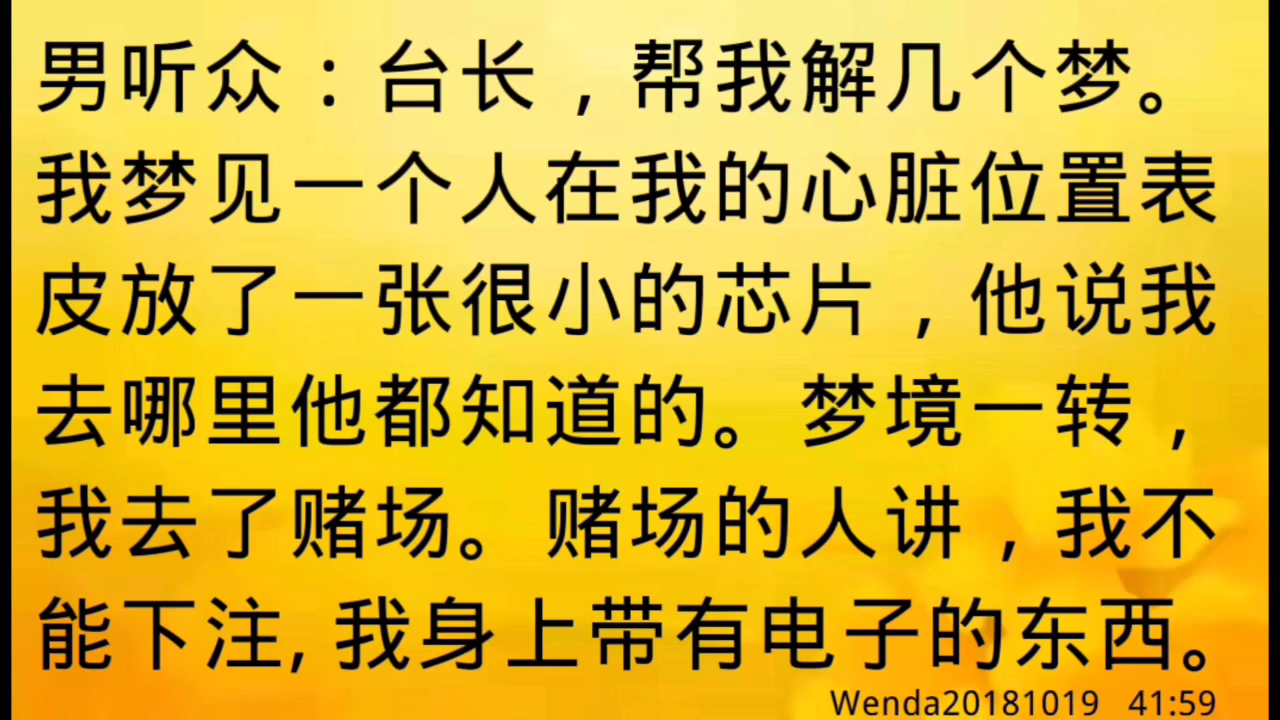 男听众：台长，帮我解几个梦。
我梦见一个人在我的心脏位置表
皮放了一张很小的芯片，他说我
去哪里他都知道的。梦境一转，
我去了赌场。赌场的人讲，我不
能下注,我身上带有电子的东西。
Wenda20181019 41:59